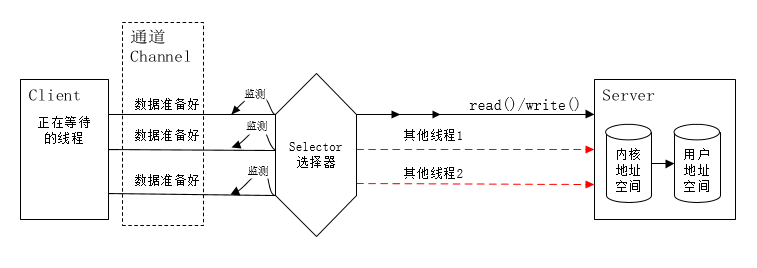 通道
Channel
Client
正在等待
的线程
数据准备好
监测
数据准备好
监测
数据准备好
监测
Selector
选择器
read()/write()
其他线程1
其他线程2
Server
内核
地址
空间
用户
地址
空间